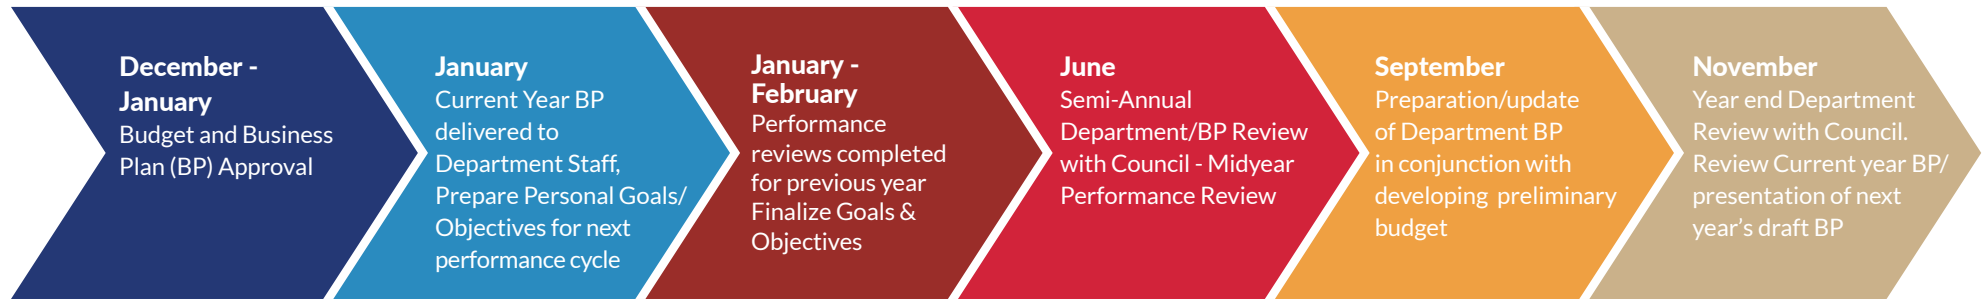 December -
January
Budget and Business
Plan (BP) Approval
January
Current Year BP
delivered to
Department Staff,
Prepare Personal Goals/
Objectives for next
performance cycle
January -
February
Performance
reviews completed
for previous year
Finalize Goals &
Objectives
June
Semi-Annual
Department/BP Review
with Council - Midyear
Performance Review
September
Preparation/update
of Department BP
in conjunction with
developing  preliminary
budget
November
Year end Department
Review with Council.
Review Current year BP/
presentation of next
year’s draft BP